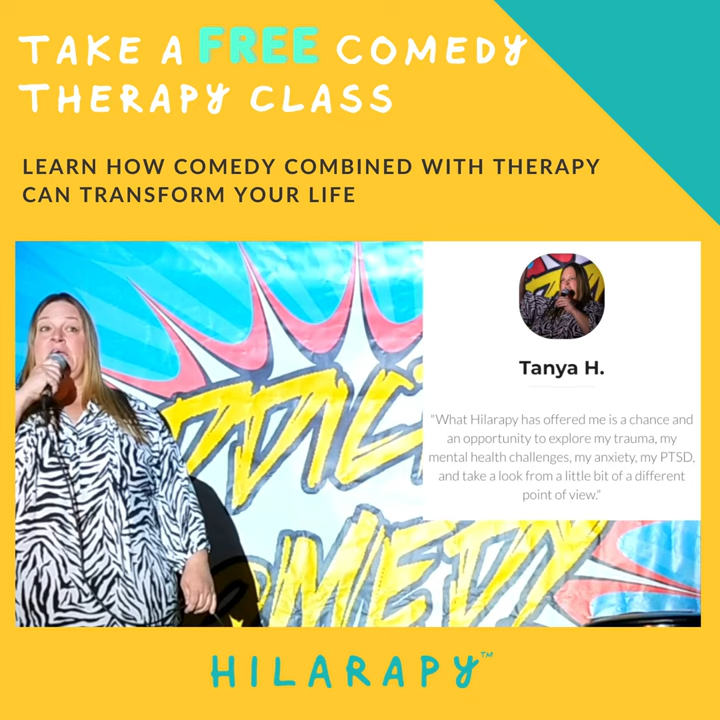 TAKE A FREE COMEDY
THERAPY CLASS
LEARN HOW COMEDY COMBINED WITH THERAPY
CAN TRANSFORM YOUR LIFE
DDIC
MEDY
Tanya H.
"What Hilarapy has offered me is a chance and
an opportunity to explore my trauma, my
mental health challenges, my anxiety, my PTSD,
and take a look from a little bit of a different
point of view."
HILARAPY™